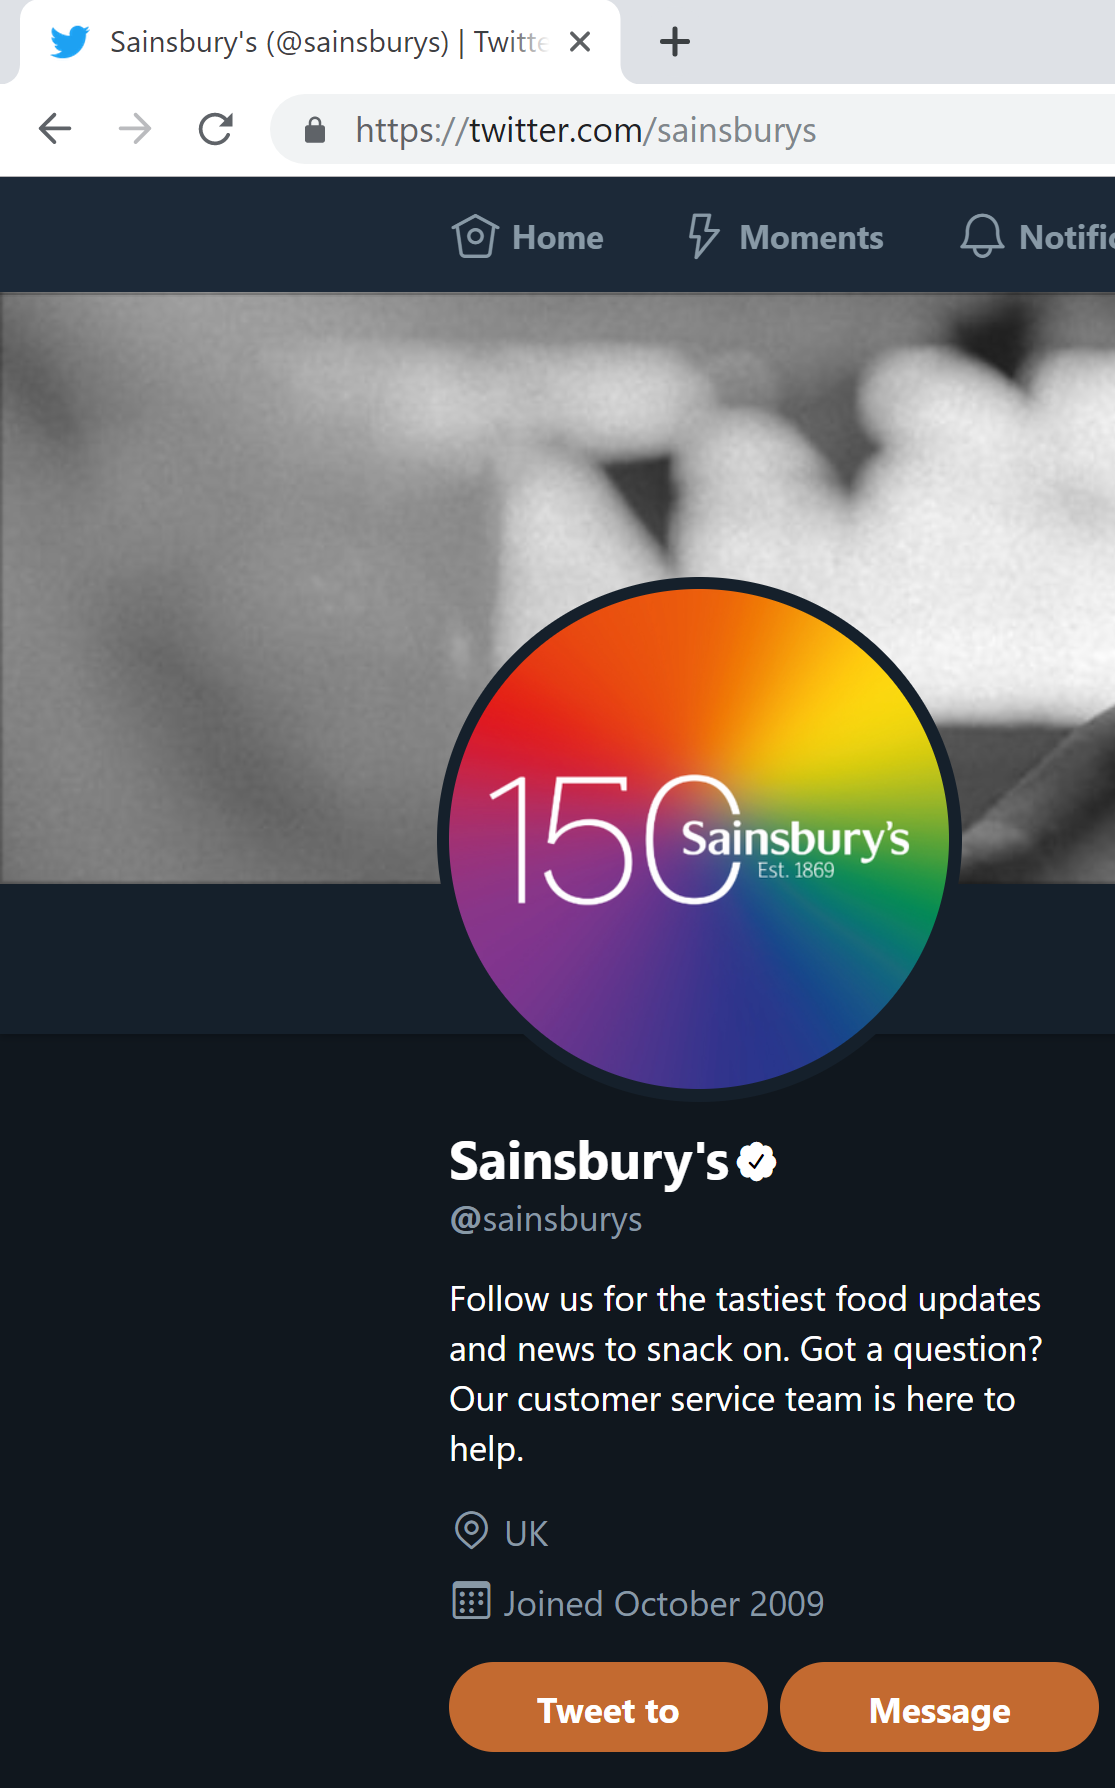 Sainsbury's (@sainsburys) | Twitte
https://twitter.com/sainsburys
Home Moments Notific
150 Sainsbury's
Est. 1869
Sainsbury's
@sainsburys
Follow us for the tastiest food updates
and news to snack on. Got a question?
Our customer service team is here to
help.
UK
Joined October 2009
Tweet to Message